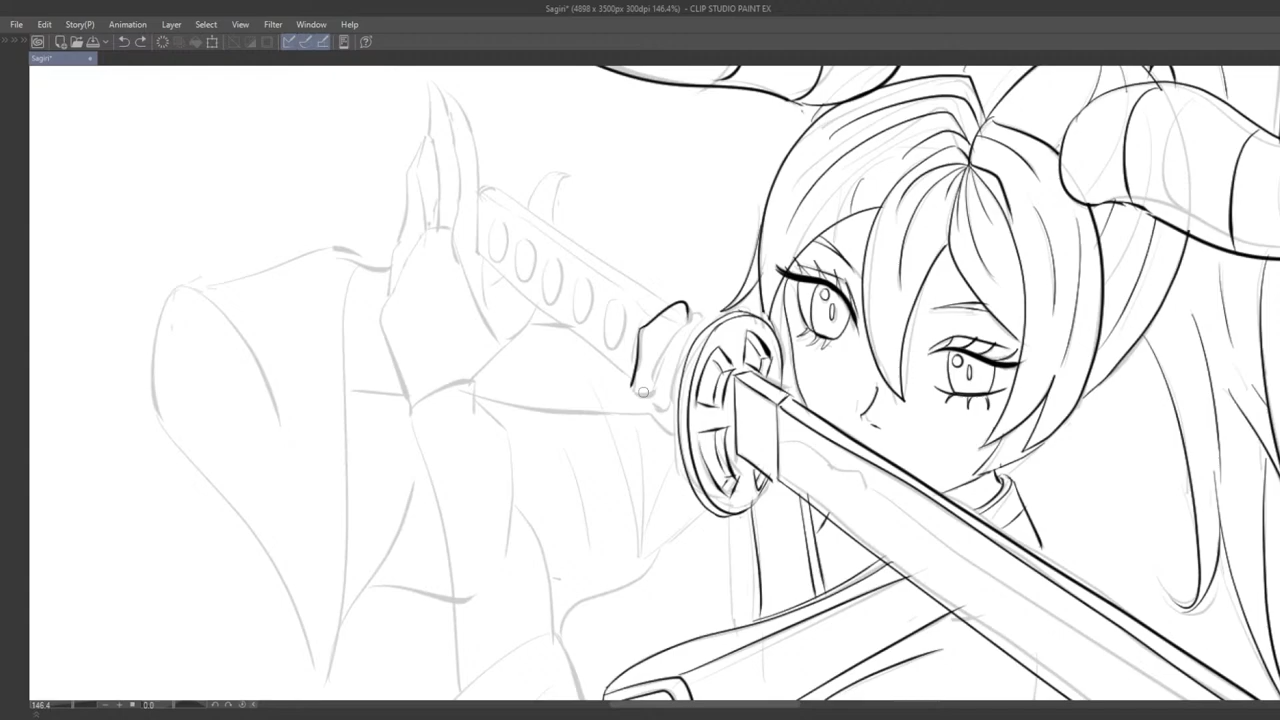 Sagiri* (4898 x 3500px 300dpi 146.4%) - CLIP STUDIO PAINT EX
File Edit Story(P) Animation Layer Select View Filter Window Help
Sagiri*
146.4 0.0